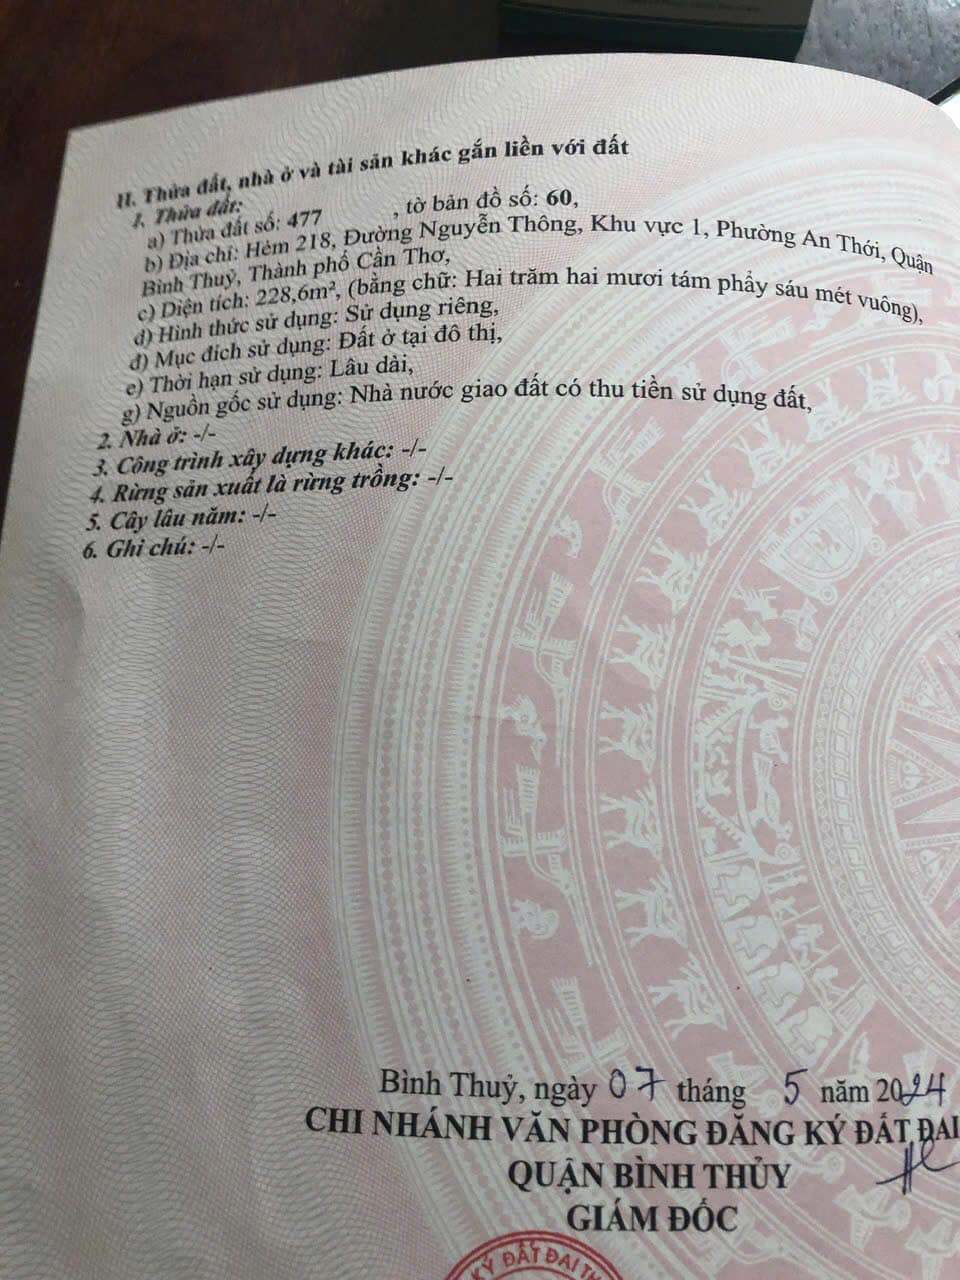 II. Thửa đất, nhà ở và tài sản khác gắn liền với đất
1. Thửa đất:
a) Thửa đất số: 477 , tờ bản đồ số: 60,
b) Địa chỉ: Hẻm 218, Đường Nguyễn Thông, Khu vực 1, Phường An Thới, Quận
Bình Thuỷ, Thành phố Cần Thơ,
c) Diện tích: 228,6m², (bằng chữ: Hai trăm hai mươi tám phẩy sáu mét vuông),
d) Hình thức sử dụng: Sử dụng riêng,
đ) Mục đích sử dụng: Đất ở tại đô thị,
e) Thời hạn sử dụng: Lâu dài,
g) Nguồn gốc sử dụng: Nhà nước giao đất có thu tiền sử dụng đất,
2. Nhà ở: -/-
3. Công trình xây dựng khác: -/-
4. Rừng sản xuất là rừng trồng: -/-
5. Cây lâu năm: -/-
6. Ghi chú: -/-
Bình Thuỷ, ngày 07 tháng 5 năm 2024
CHI NHÁNH VĂN PHÒNG ĐĂNG KÝ ĐẤT ĐAI
QUẬN BÌNH THỦY
GIÁM ĐỐC
KÝ ĐẤT ĐAI